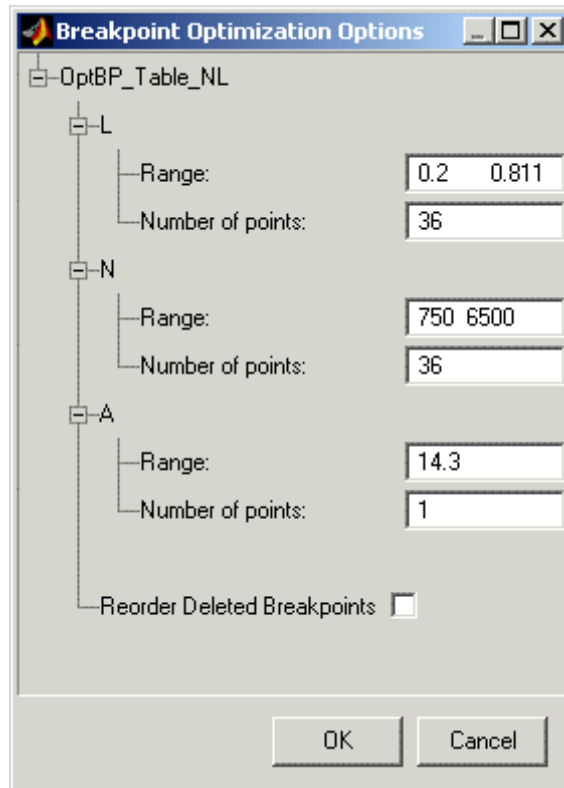 Breakpoint Optimization Options
OptBP_Table_NL
L
Range: 0.2 0.811
Number of points: 36
N
Range: 750 6500
Number of points: 36
A
Range: 14.3
Number of points: 1
Reorder Deleted Breakpoints
OK Cancel